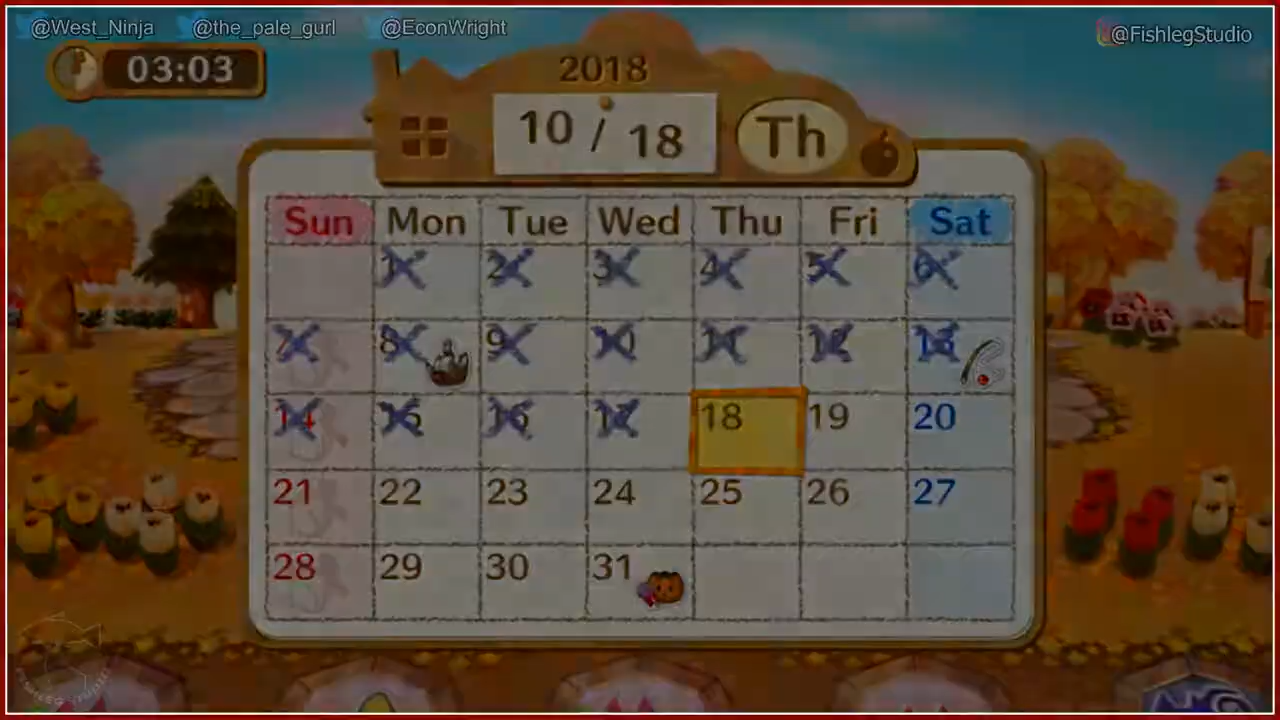 @West_Ninja @the_pale_gurl @EconWright @FishlegStudio
03:03
2018
10 / 18 Th
Sun Mon Tue Wed Thu Fri Sat
1 2 3 4 5 6
7 8 9 10 11 12 13
14 15 16 17 18 19 20
21 22 23 24 25 26 27
28 29 30 31
FISHLEG STUDIO